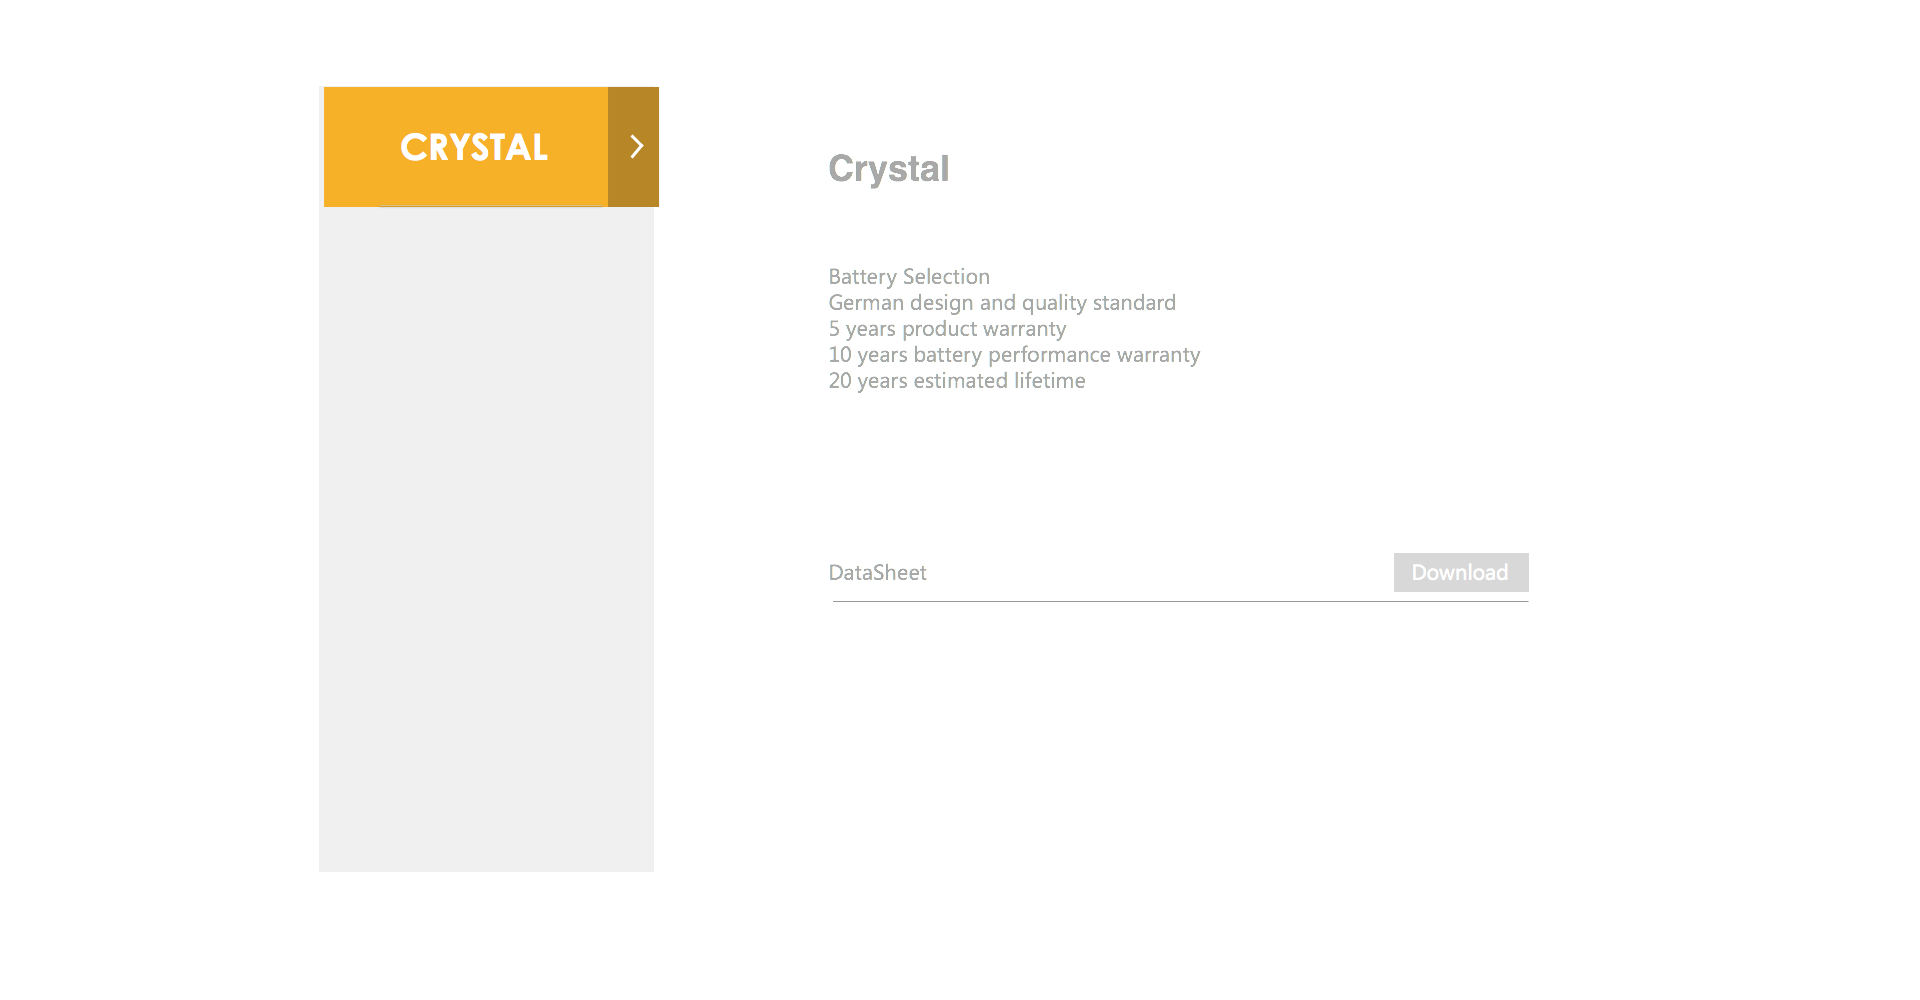 CRYSTAL
Crystal
Battery Selection
German design and quality standard
5 years product warranty
10 years battery performance warranty
20 years estimated lifetime
DataSheet
Download